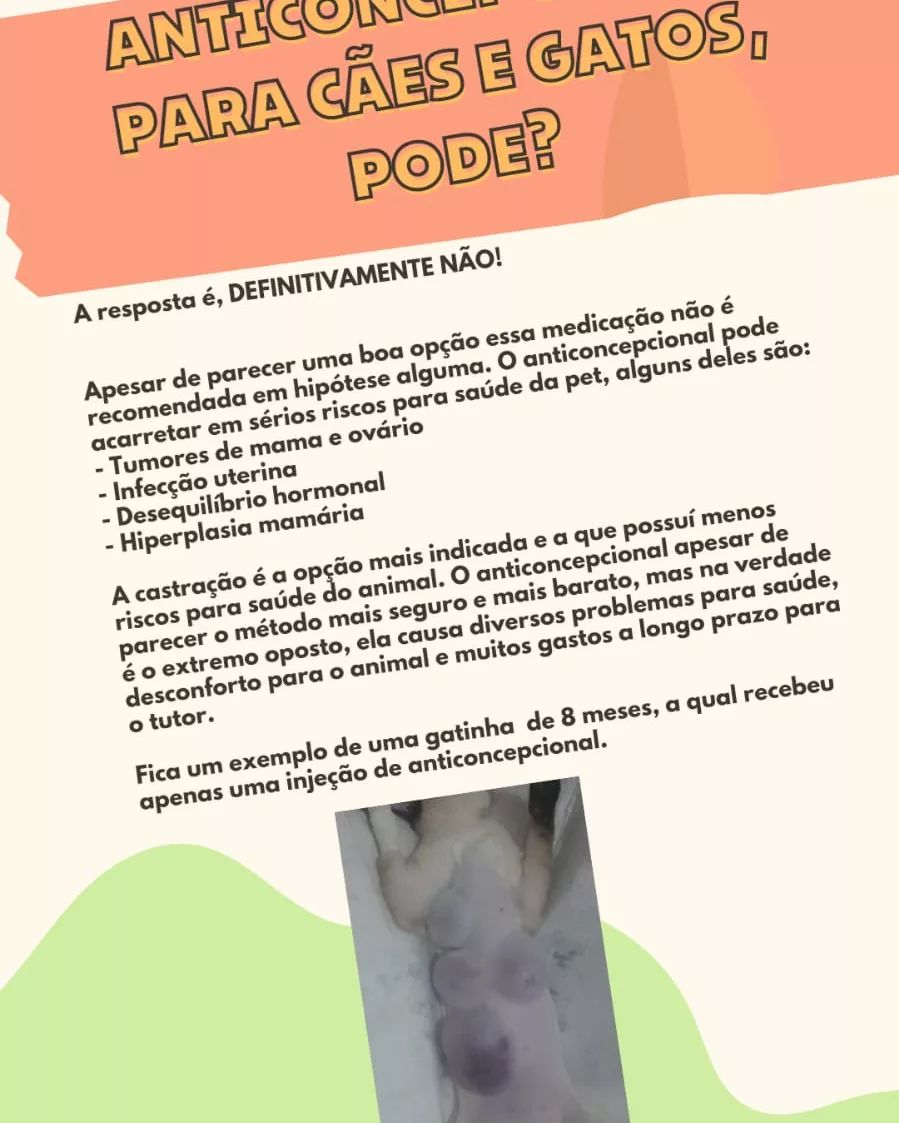 PARA CÃES E GATOS,
PODE?
A resposta é, DEFINITIVAMENTE NÃO!
Apesar de parecer uma boa opção essa medicação não é
recomendada em hipótese alguma. O anticoncepcional pode
acarretar em sérios riscos para saúde da pet, alguns deles são:
- Tumores de mama e ovário
- Infecção uterina
- Desequilíbrio hormonal
- Hiperplasia mamária
A castração é a opção mais indicada e a que possuí menos
riscos para saúde do animal. O anticoncepcional apesar de
parecer o método mais seguro e mais barato, mas na verdade
é o extremo oposto, ela causa diversos problemas para saúde,
desconforto para o animal e muitos gastos a longo prazo para
o tutor.
Fica um exemplo de uma gatinha de 8 meses, a qual recebeu
apenas uma injeção de anticoncepcional.